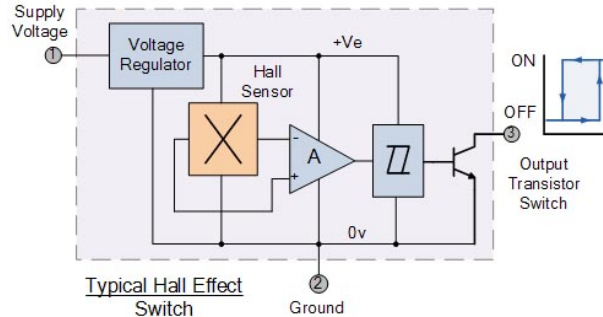 Supply
Voltage
1
Voltage
Regulator
+Ve
Hall
Sensor
-
A
+
ON
OFF
3
Output
Transistor
Switch
0v
2
Ground
Typical Hall Effect
Switch